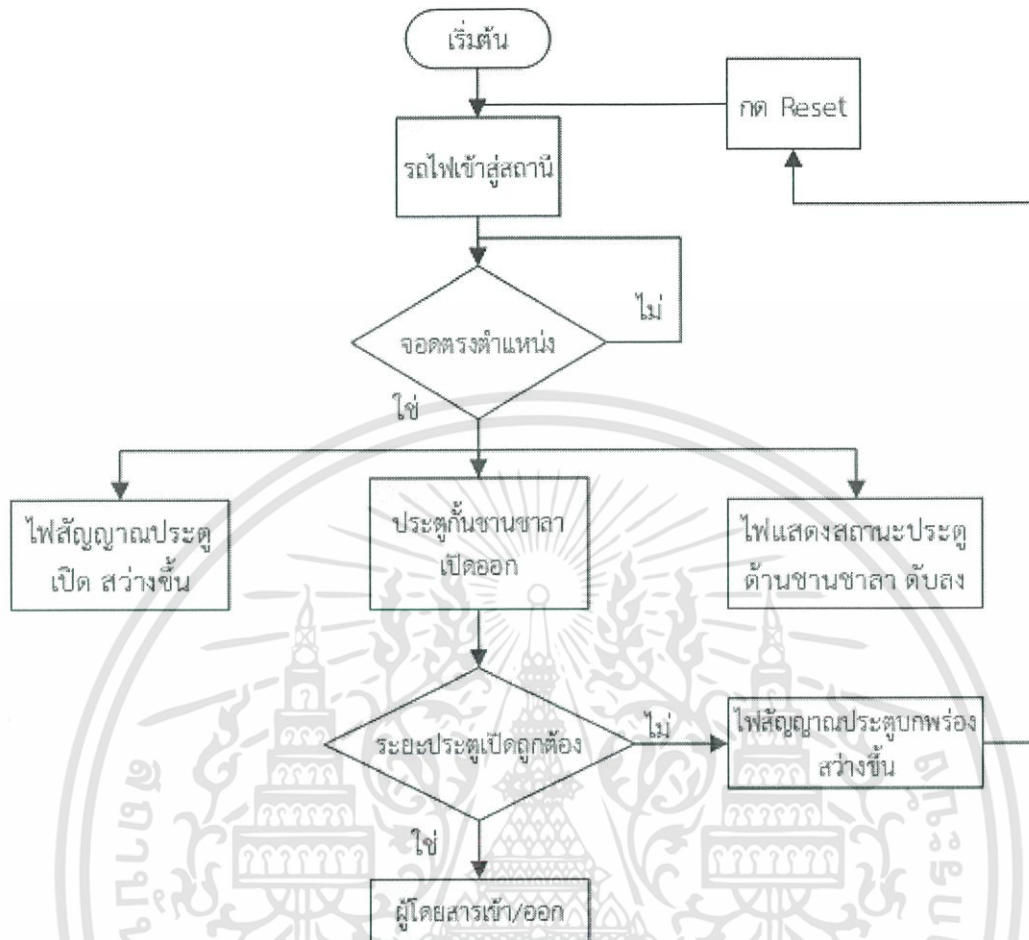 เริ่มต้น
กด Reset
รถไฟเข้าสู่สถานี
จอดตรงตำแหน่ง
ไม่
ใช่
ไฟสัญญาณประตู
เปิด สว่างขึ้น
ประตูกั้นชานชาลา
เปิดออก
ไฟแสดงสถานะประตู
ด้านชานชาลา ดับลง
ระยะประตูเปิดถูกต้อง
ไม่
ไฟสัญญาณประตูบกพร่อง
สว่างขึ้น
ใช่
ผู้โดยสารเข้า/ออก